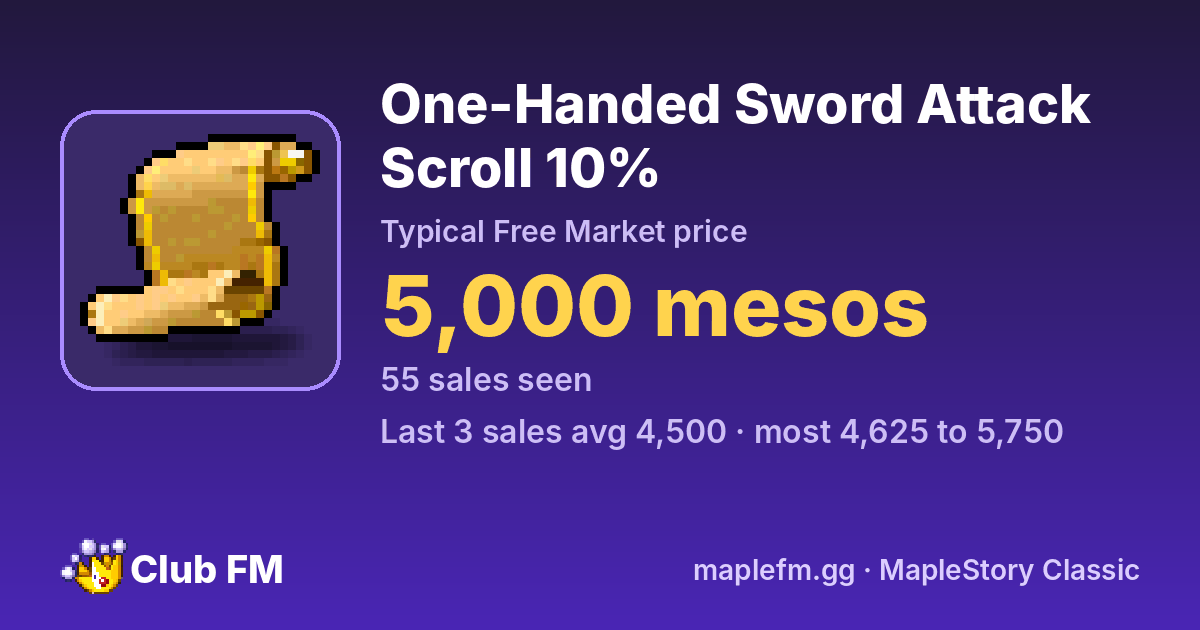 One-Handed Sword Attack
Scroll 10%
Typical Free Market price
5,000 mesos
55 sales seen
Last 3 sales avg 4,500 · most 4,625 to 5,750
Club FM
maplefm.gg · MapleStory Classic